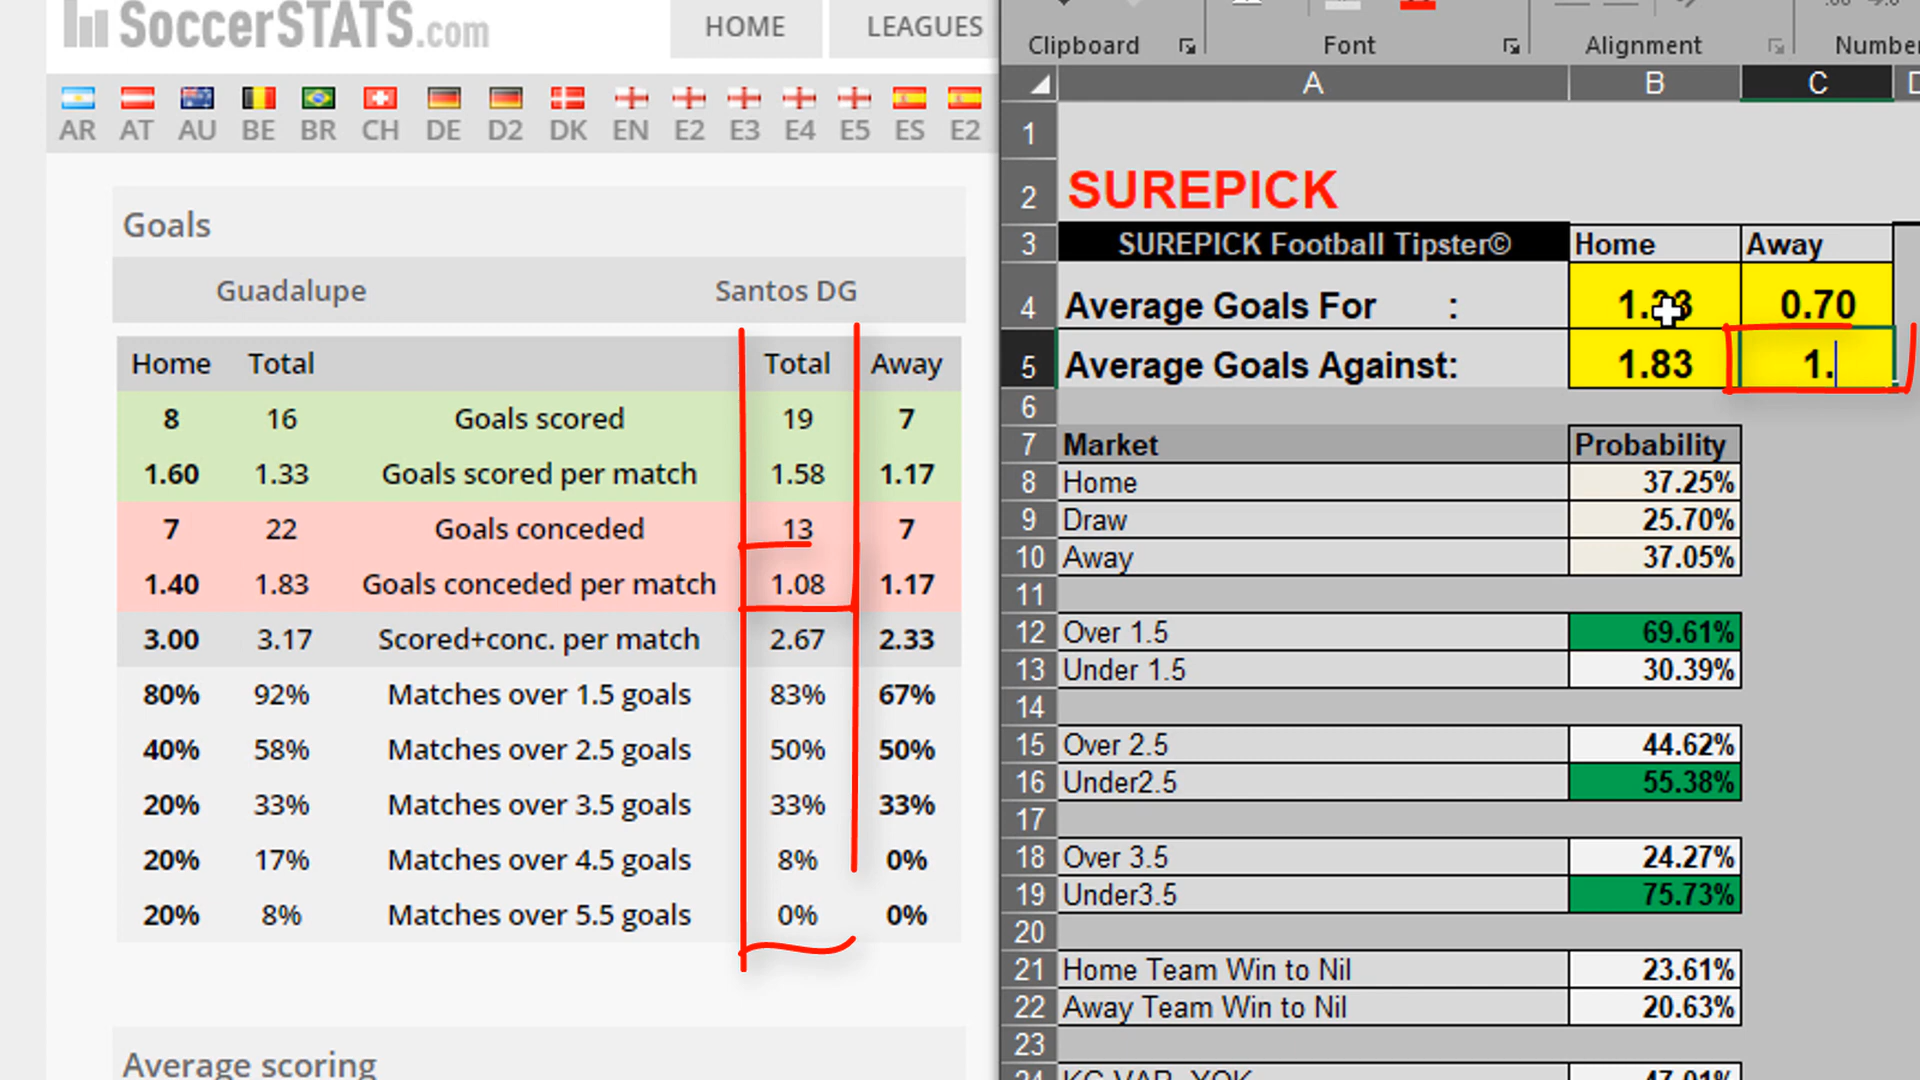 SoccerSTATS.com
HOME
LEAGUES
AR AT AU BE BR CH DE D2 DK EN E2 E3 E4 E5 ES E2
Goals
Guadalupe Santos DG
Home Total Total Away
8 16 Goals scored 19 7
1.60 1.33 Goals scored per match 1.58 1.17
7 22 Goals conceded 13 7
1.40 1.83 Goals conceded per match 1.08 1.17
3.00 3.17 Scored+conc. per match 2.67 2.33
80% 92% Matches over 1.5 goals 83% 67%
40% 58% Matches over 2.5 goals 50% 50%
20% 33% Matches over 3.5 goals 33% 33%
20% 17% Matches over 4.5 goals 8% 0%
20% 8% Matches over 5.5 goals 0% 0%
Average scoring
Clipboard Font Alignment
A B C
1
2 SUREPICK
3 SUREPICK Football Tipster© Home Away
4 Average Goals For : 0.70
5 Average Goals Against: 1.83 1.
6
7 Market Probability
8 Home 37.25%
9 Draw 25.70%
10 Away 37.05%
11
12 Over 1.5 69.61%
13 Under 1.5 30.39%
14
15 Over 2.5 44.62%
16 Under2.5 55.38%
17
18 Over 3.5 24.27%
19 Under3.5 75.73%
20
21 Home Team Win to Nil 23.61%
22 Away Team Win to Nil 20.63%
23